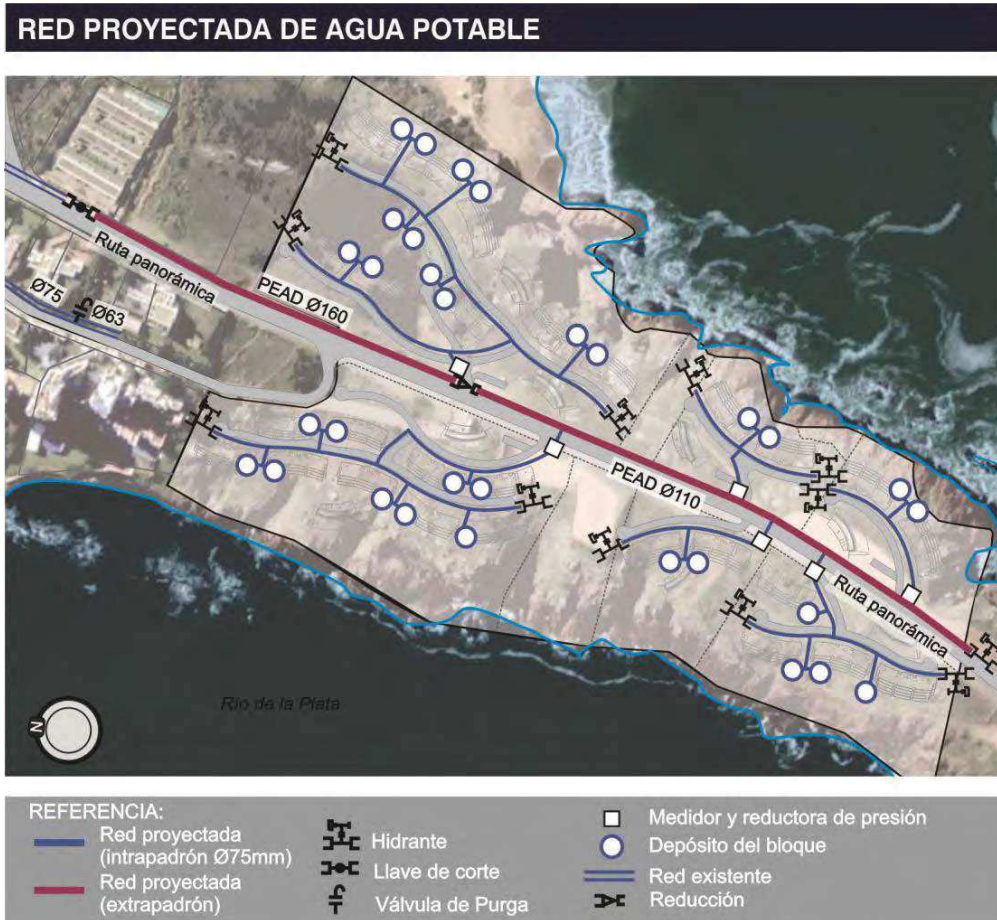 RED PROYECTADA DE AGUA POTABLE
Ruta panorámica
PEAD Ø160
Ø75
Ø63
PEAD Ø110
Ruta panorámica
Río de la Plata
N
REFERENCIA:
Red proyectada
(intrapadrón Ø75mm)
Red proyectada
(extrapadrón)
Hidrante
Llave de corte
Válvula de Purga
Medidor y reductora de presión
Depósito del bloque
Red existente
Reducción